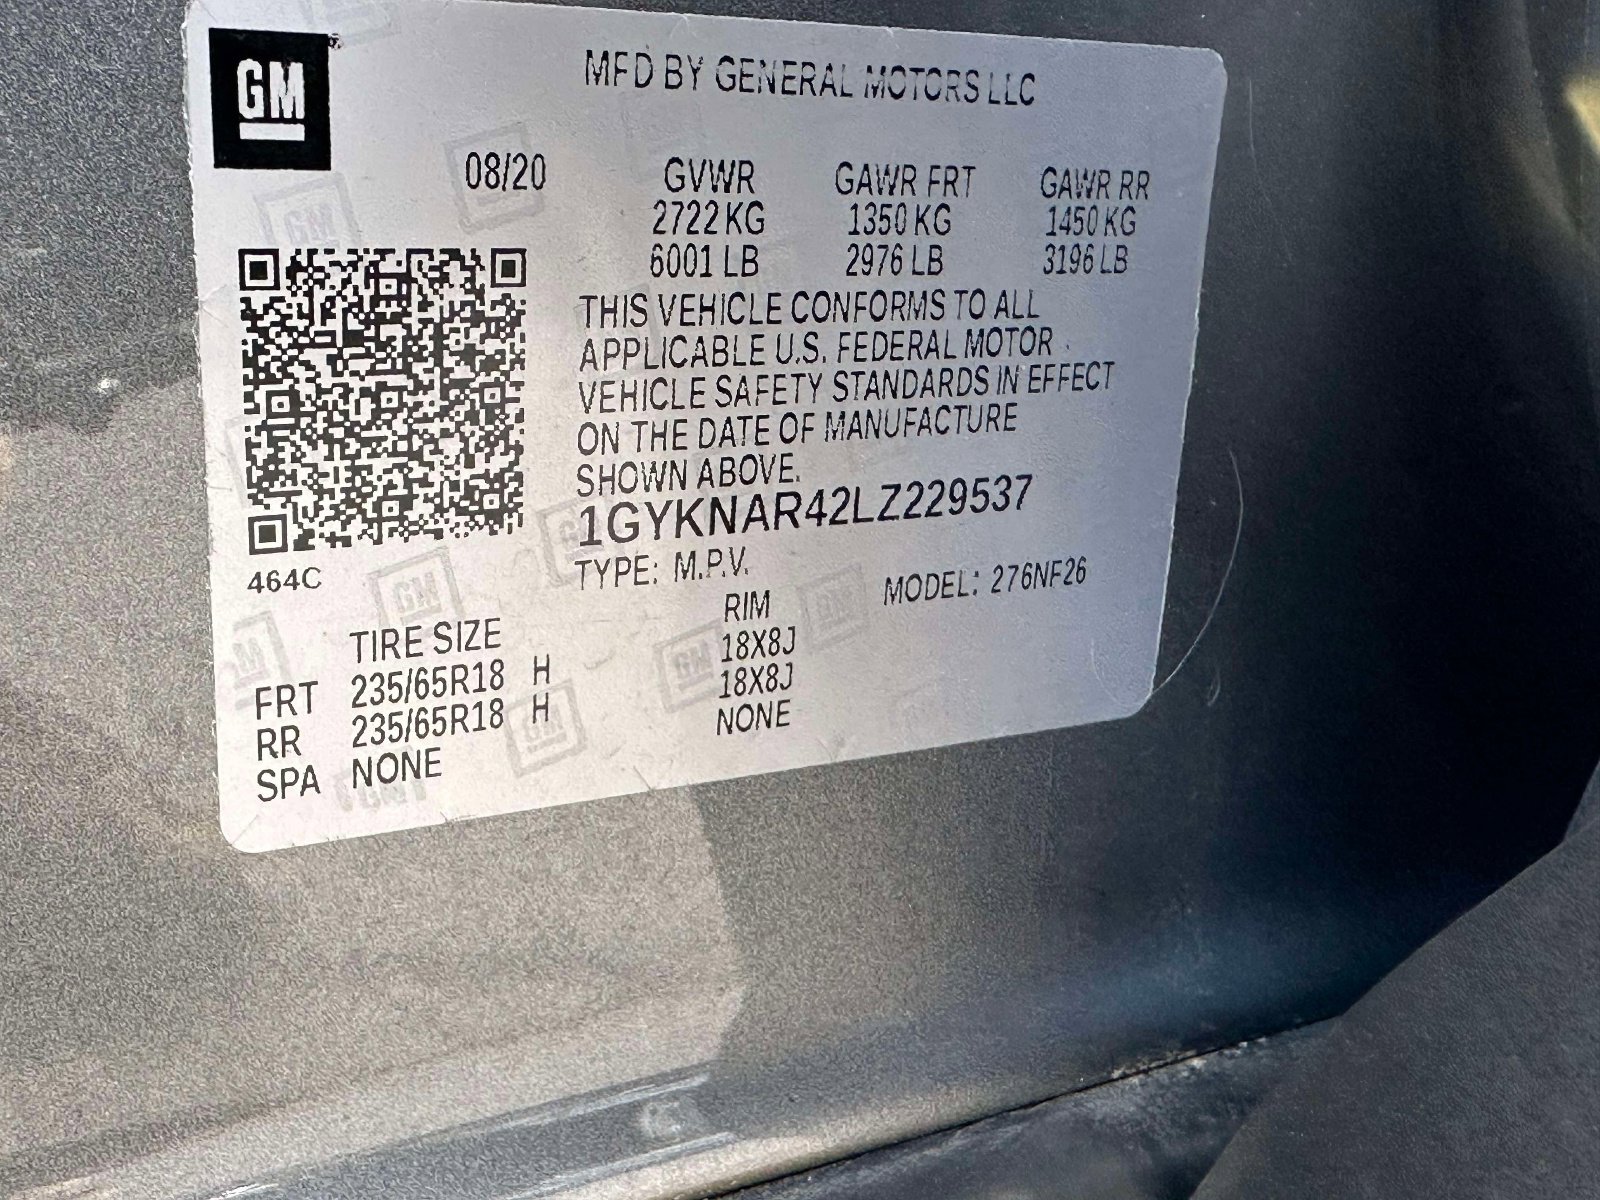 GM
MFD BY GENERAL MOTORS LLC
08/20 GVWR GAWR FRT GAWR RR
2722 KG 1350 KG 1450 KG
6001 LB 2976 LB 3196 LB
THIS VEHICLE CONFORMS TO ALL
APPLICABLE U.S. FEDERAL MOTOR
VEHICLE SAFETY STANDARDS IN EFFECT
ON THE DATE OF MANUFACTURE
SHOWN ABOVE.
1GYKNAR42LZ229537
464C
TYPE: M.P.V. MODEL: 276NF26
TIRE SIZE RIM
FRT 235/65R18 H 18X8J
RR 235/65R18 H 18X8J
SPA NONE NONE